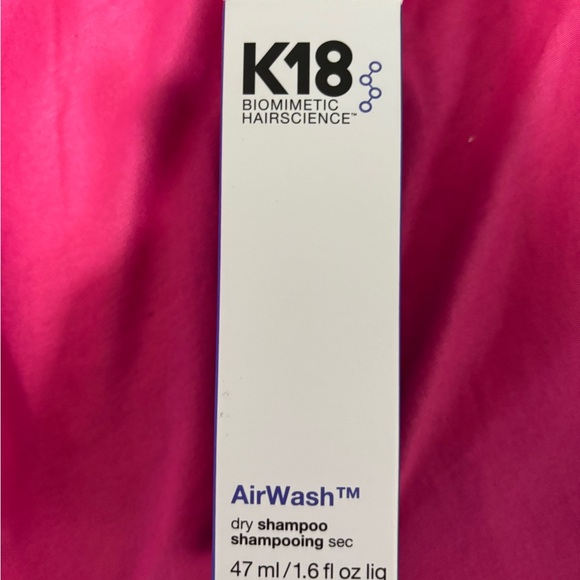 K18
BIOMIMETIC
HAIRSCIENCE™
AirWash™
dry shampoo
shampooing sec
47 ml/1.6 fl oz liq